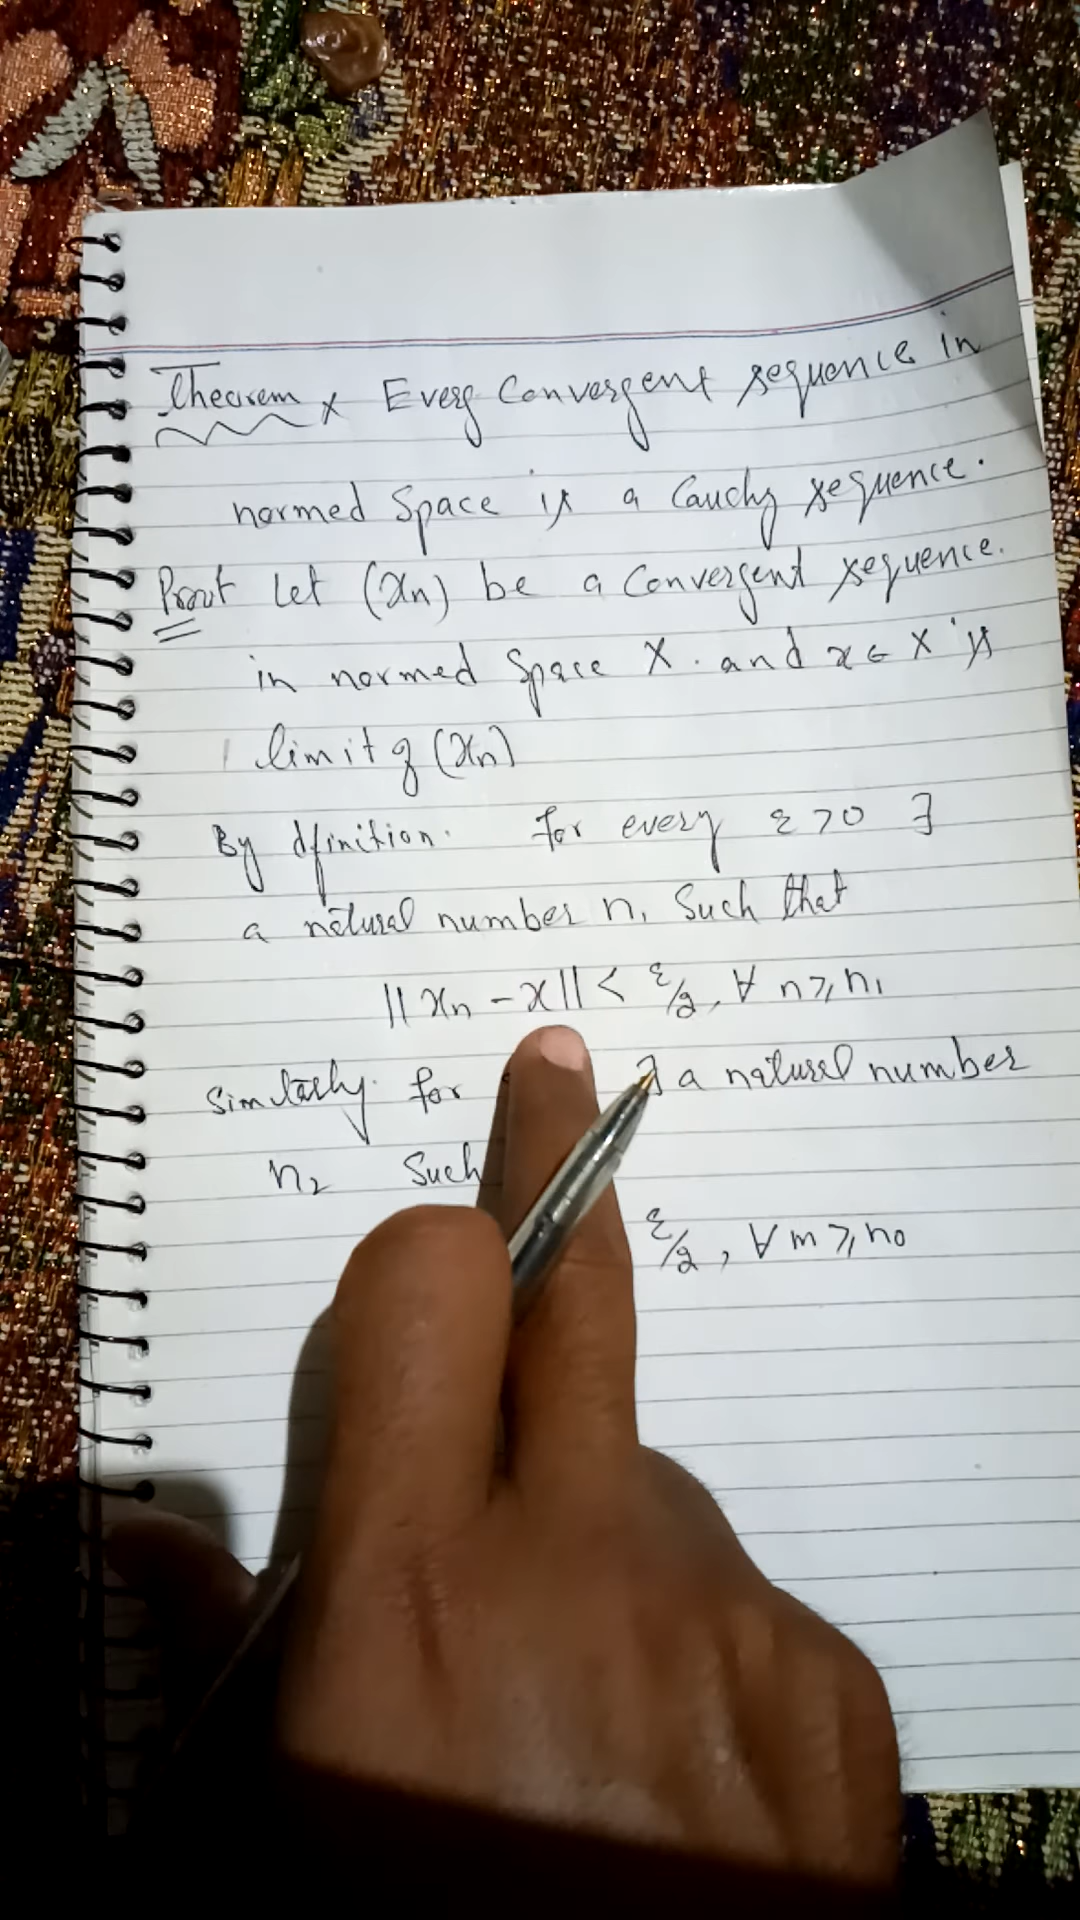 Theorem x Every Convergent sequence in
normed Space is a Cauchy sequence.
Proof Let (xn) be a Convergent sequence.
in normed Space X. and x ∈ X is
limit of (xn)
By dfinition. for every ε > 0 ∃
a natural number n₁ Such that
|| xn - x || < ε/2, ∀ n ≥ n₁
Similarly. for ∃ a natural number
n₂ Such
ε/2, ∀ m ≥ n₀